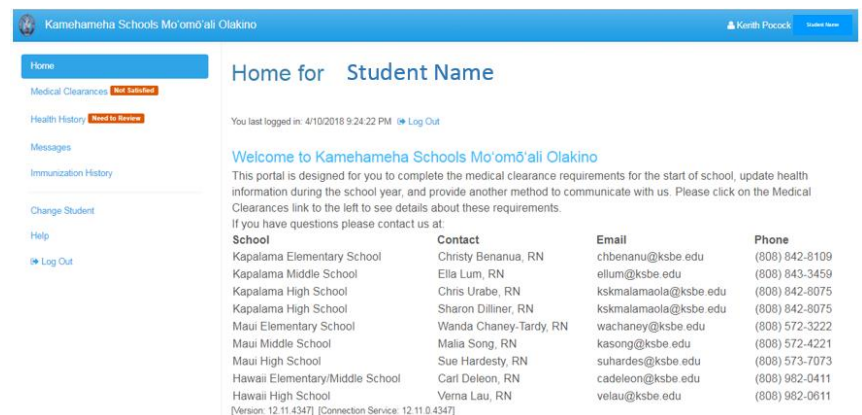 Kamehameha Schools Mo'omō'ali Olakino
Kerith Pocock Student Name
Home
Medical Clearances Not Satisfied
Health History Need to Review
Messages
Immunization History
Change Student
Help
Log Out
Home for Student Name
You last logged in: 4/10/2018 9:24:22 PM Log Out
Welcome to Kamehameha Schools Mo'omō'ali Olakino
This portal is designed for you to complete the medical clearance requirements for the start of school, update health
information during the school year, and provide another method to communicate with us. Please click on the Medical
Clearances link to the left to see details about these requirements.
If you have questions please contact us at:
School Contact Email Phone
Kapalama Elementary School Christy Benanua, RN chbenanu@ksbe.edu (808) 842-8109
Kapalama Middle School Ella Lum, RN ellum@ksbe.edu (808) 843-3459
Kapalama High School Chris Urabe, RN kskmalamaola@ksbe.edu (808) 842-8075
Kapalama High School Sharon Dilliner, RN kskmalamaola@ksbe.edu (808) 842-8075
Maui Elementary School Wanda Chaney-Tardy, RN wachaney@ksbe.edu (808) 572-3222
Maui Middle School Malia Song, RN kasong@ksbe.edu (808) 572-4221
Maui High School Sue Hardesty, RN suhardes@ksbe.edu (808) 573-7073
Hawaii Elementary/Middle School Carl Deleon, RN cadeleon@ksbe.edu (808) 982-0411
Hawaii High School Verna Lau, RN velau@ksbe.edu (808) 982-0611
[Version: 12.11.4347] [Connection Service: 12.11.0.4347]